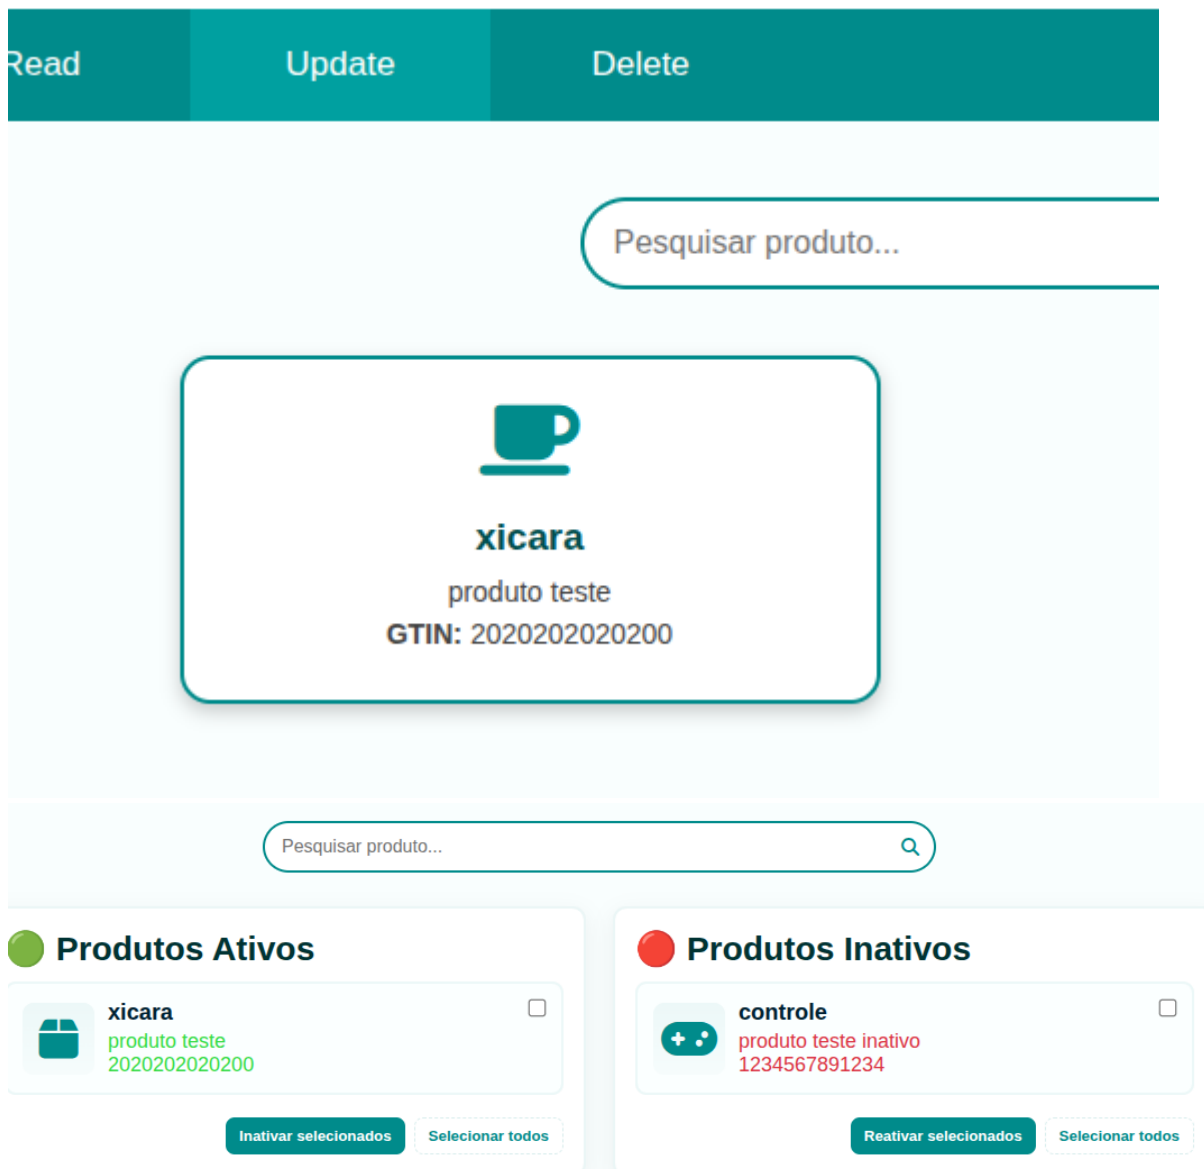 Read
Update
Delete
Pesquisar produto...
xicara
produto teste
GTIN: 2020202020200
Pesquisar produto...
Produtos Ativos
xicara
produto teste
2020202020200
Inativar selecionados
Selecionar todos
Produtos Inativos
controle
produto teste inativo
1234567891234
Reativar selecionados
Selecionar todos